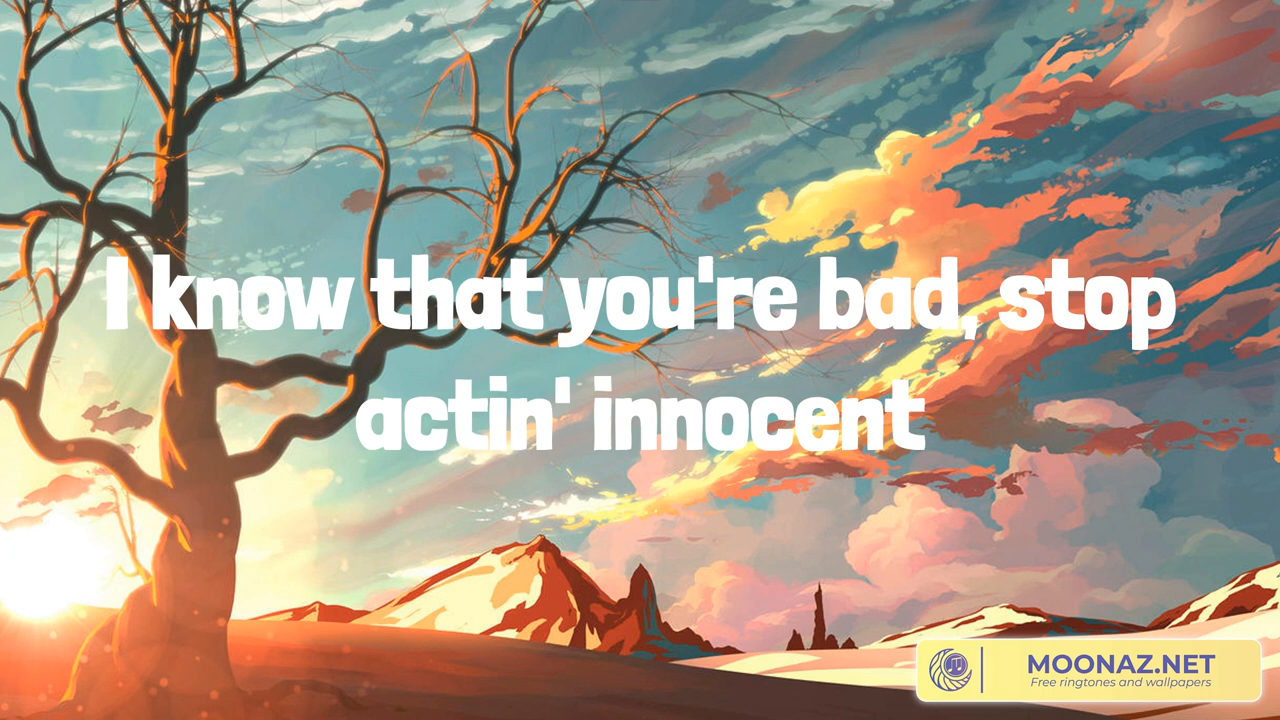 I know that you're bad, stop
actin' innocent
MOONAZ.NET
Free ringtones and wallpapers